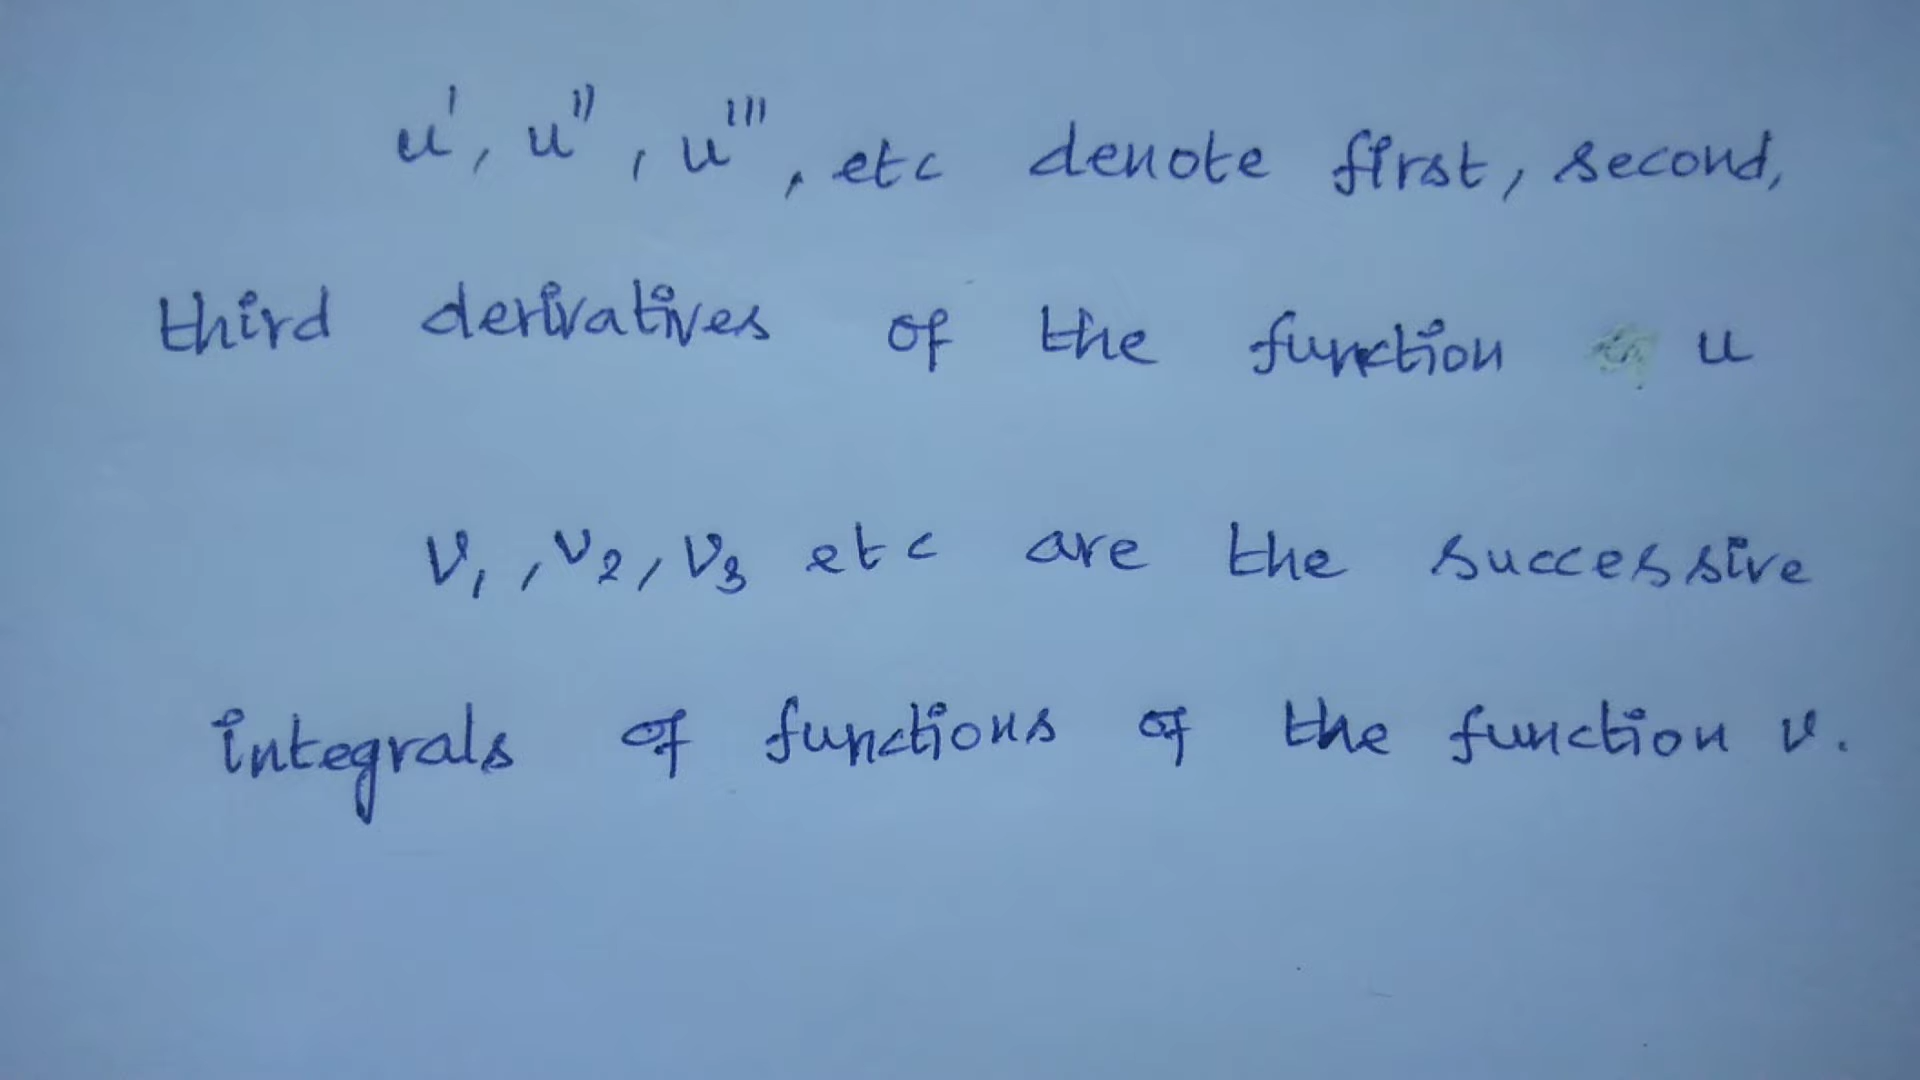 u', u'', u''', etc denote first, second,
third derivatives of the function u
v₁, v₂, v₃ etc are the successive
integrals of functions of the function v.